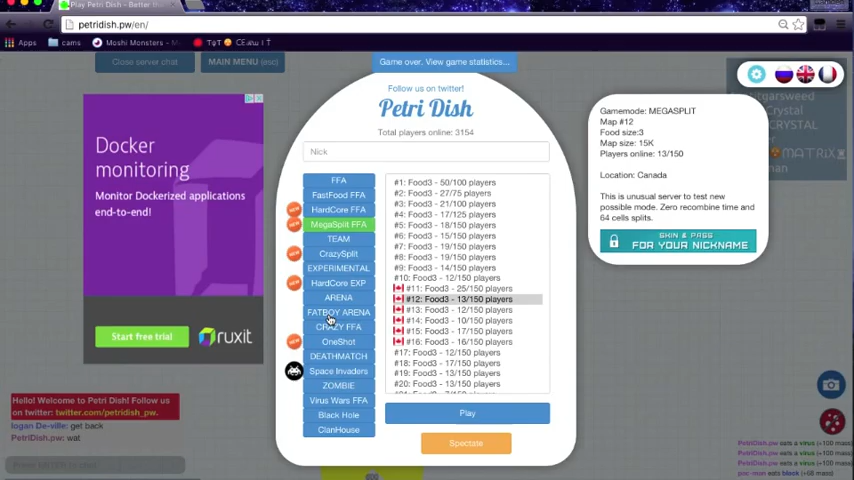 Play Petri Dish - Better th
petridish.pw/en/
Apps
cams
Moshi Monsters - M
Close server chat
MAIN MENU (esc)
Game over. View game statistics...
Follow us on twitter!
Petri Dish
Total players online: 3154
Nick
FFA
FastFood FFA
HardCore FFA
MegaSplit FFA
TEAM
CrazySplit
EXPERIMENTAL
HardCore EXP
ARENA
FATBOY ARENA
CRAZY FFA
OneShot
DEATHMATCH
Space Invaders
ZOMBIE
Virus Wars FFA
Black Hole
ClanHouse
#1: Food3 - 50/100 players
#2: Food3 - 27/75 players
#3: Food3 - 21/100 players
#4: Food3 - 17/125 players
#5: Food3 - 18/150 players
#6: Food3 - 15/150 players
#7: Food3 - 19/150 players
#8: Food3 - 19/150 players
#9: Food3 - 14/150 players
#10: Food3 - 12/150 players
#11: Food3 - 25/150 players
#12: Food3 - 13/150 players
#13: Food3 - 12/150 players
#14: Food3 - 10/150 players
#15: Food3 - 17/150 players
#16: Food3 - 16/150 players
#17: Food3 - 12/150 players
#18: Food3 - 17/150 players
#19: Food3 - 13/150 players
#20: Food3 - 13/150 players
Play
Spectate
Docker
monitoring
Monitor Dockerized applications
end-to-end!
Start free trial
ruxit
Hello! Welcome to Petri Dish! Follow us
on twitter: twitter.com/petridish_pw.
logan De-ville: get back
PetriDish.pw: wat
Gamemode: MEGASPLIT
Map #12
Food size:3
Map size: 15K
Players online: 13/150
Location: Canada
This is unusual server to test new
possible mode. Zero recombine time and
64 cells splits.
SKIN & PASS
FOR YOUR NICKNAME
Crystal
CRYSTAL
PetriDish.pw eats a virus (+100 mass)
PetriDish.pw eats a virus (+100 mass)
PetriDish.pw eats a virus (+100 mass)